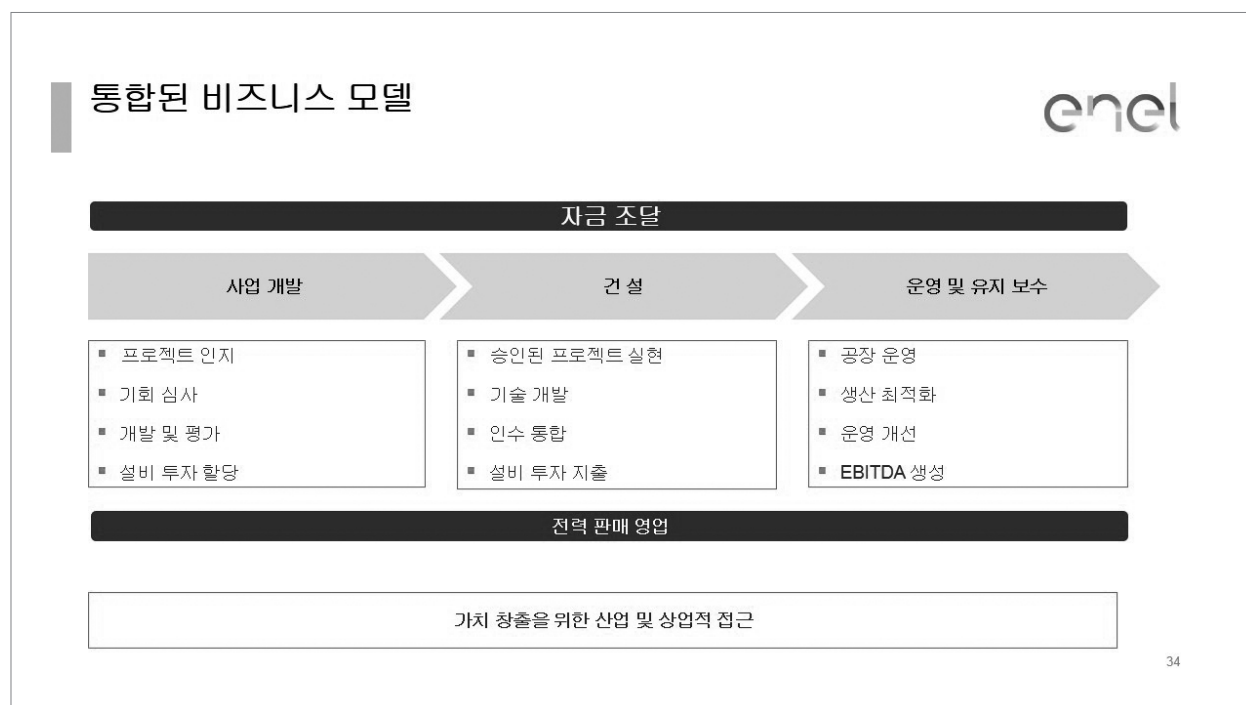 통합된 비즈니스 모델
enel
자금 조달
사업 개발
건 설
운영 및 유지 보수
▪ 프로젝트 인지
▪ 기회 심사
▪ 개발 및 평가
▪ 설비 투자 할당
▪ 승인된 프로젝트 실현
▪ 기술 개발
▪ 인수 통합
▪ 설비 투자 지출
▪ 공장 운영
▪ 생산 최적화
▪ 운영 개선
▪ EBITDA 생성
전력 판매 영업
가치 창출을 위한 산업 및 상업적 접근
34